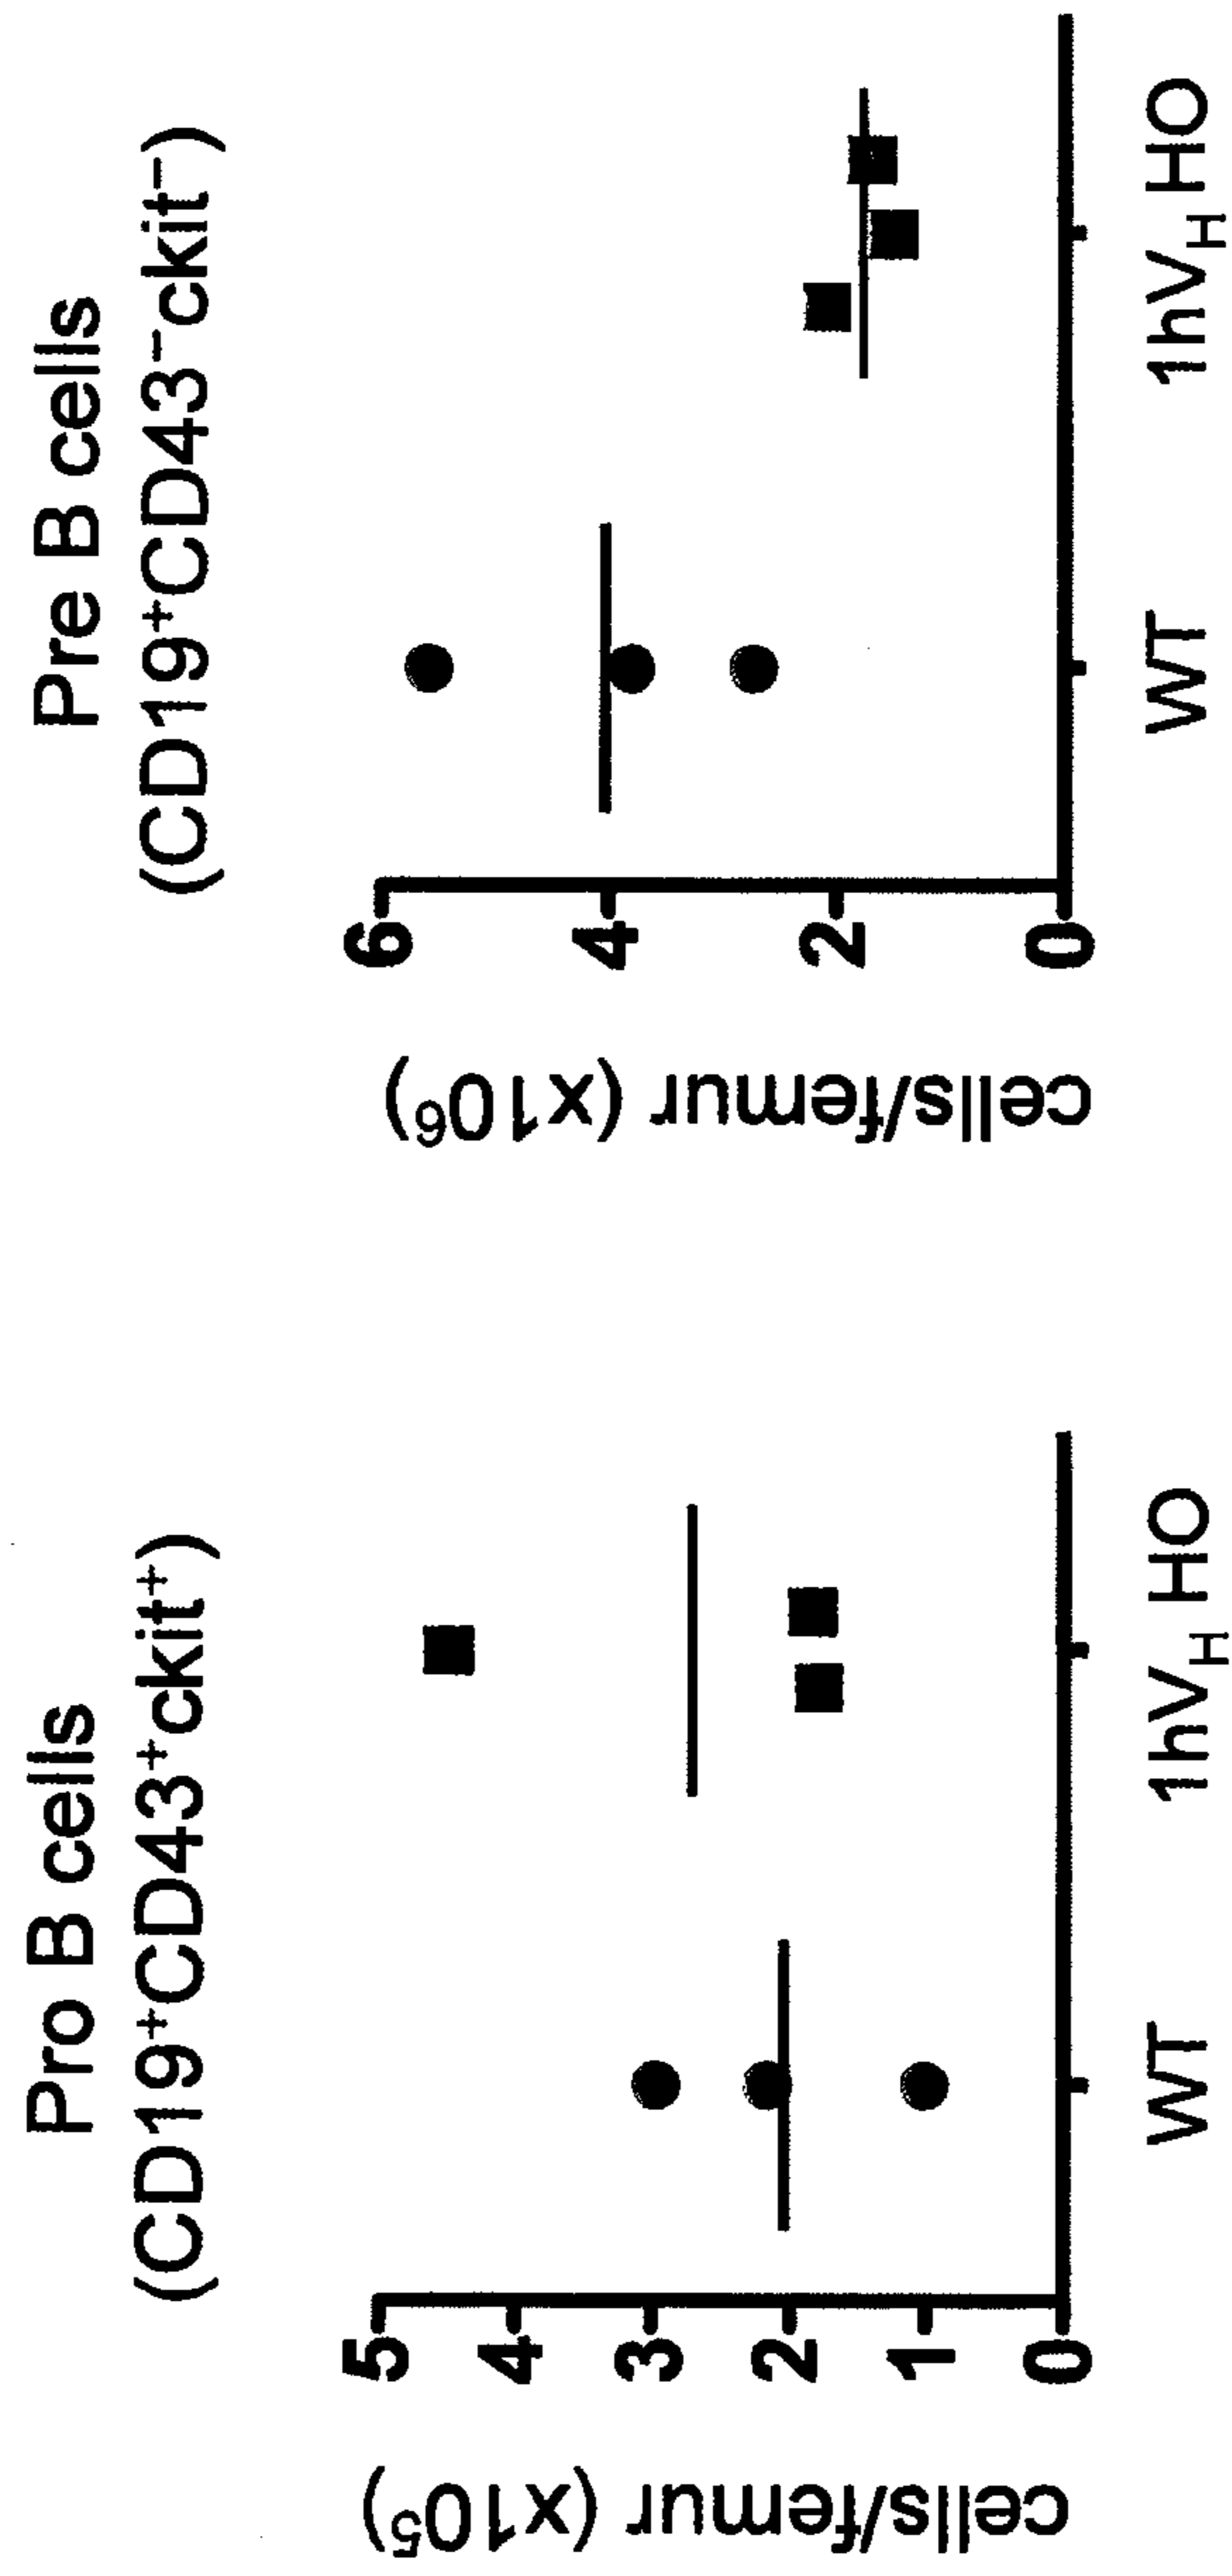 Pro B cells
(CD19⁺CD43⁺ckit⁺)
cells/femur (x10⁵)
5
4
3
2
1
0
WT
1hV_H HO
Pre B cells
(CD19⁺CD43⁻ckit⁻)
cells/femur (x10⁶)
6
4
2
0
WT
1hV_H HO